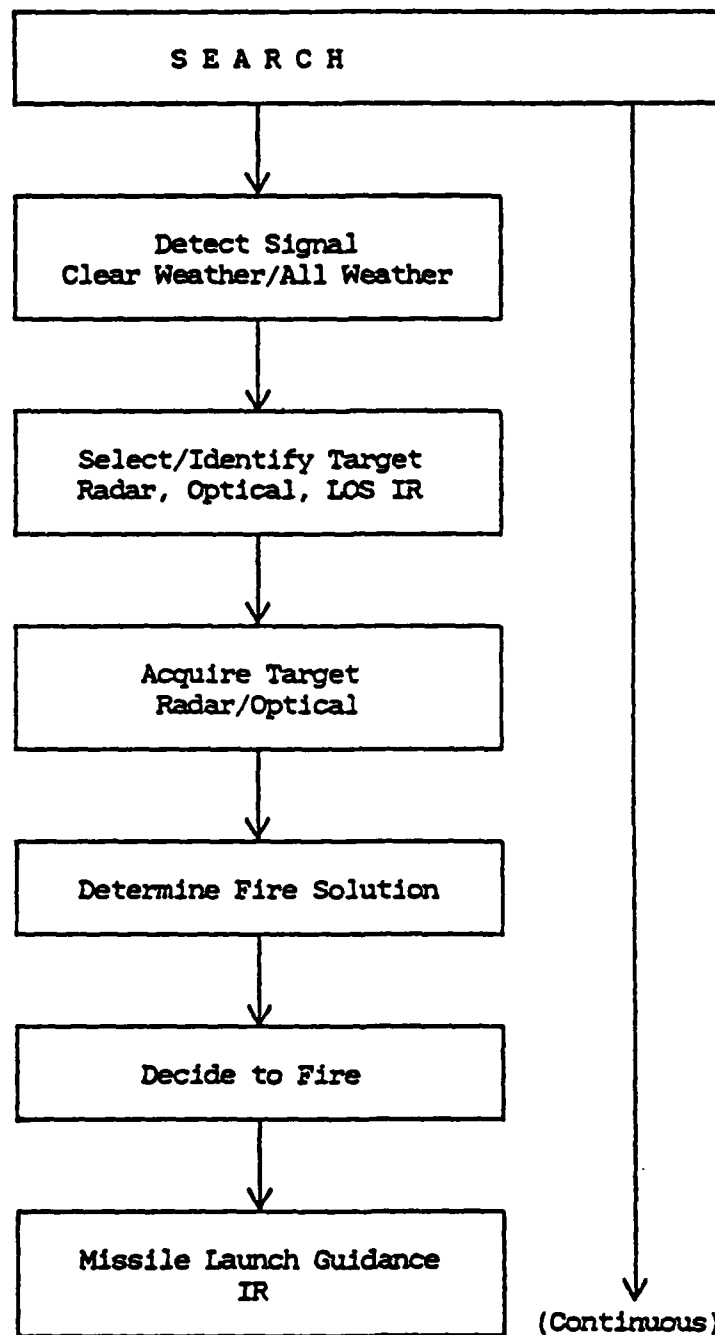 S E A R C H
Detect Signal
Clear Weather/All Weather
Select/Identify Target
Radar, Optical, LOS IR
Acquire Target
Radar/Optical
Determine Fire Solution
Decide to Fire
Missile Launch Guidance
IR
(Continuous)